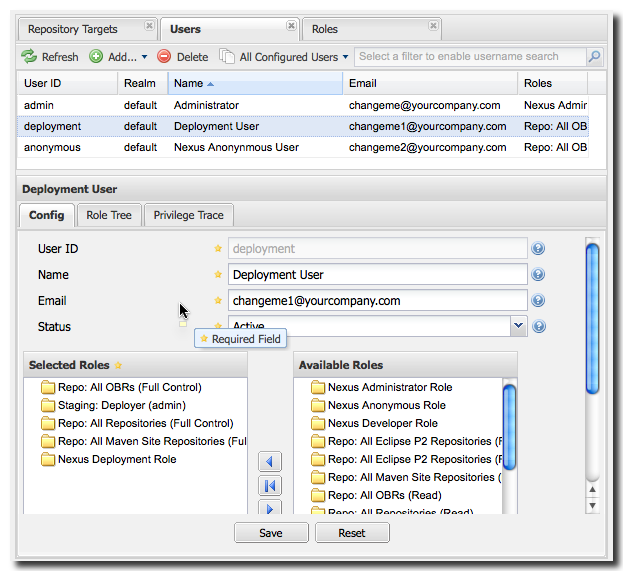 Repository Targets Users Roles
Refresh Add... Delete All Configured Users Select a filter to enable username search
User ID Realm Name Email Roles
admin default Administrator changeme@yourcompany.com Nexus Admir
deployment default Deployment User changeme1@yourcompany.com Repo: All OB
anonymous default Nexus Anonynmous User changeme2@yourcompany.com Repo: All OB
Deployment User
Config Role Tree Privilege Trace
User ID deployment
Name Deployment User
Email changeme1@yourcompany.com
Status Active
Required Field
Selected Roles Available Roles
Repo: All OBRs (Full Control) Nexus Administrator Role
Staging: Deployer (admin) Nexus Anonymous Role
Repo: All Repositories (Full Control) Nexus Developer Role
Repo: All Maven Site Repositories (Ful Repo: All Eclipse P2 Repositories (F
Nexus Deployment Role Repo: All Eclipse P2 Repositories (F
Repo: All Maven Site Repositories (
Repo: All OBRs (Read)
Repo: All Repositories (Read)
Save Reset